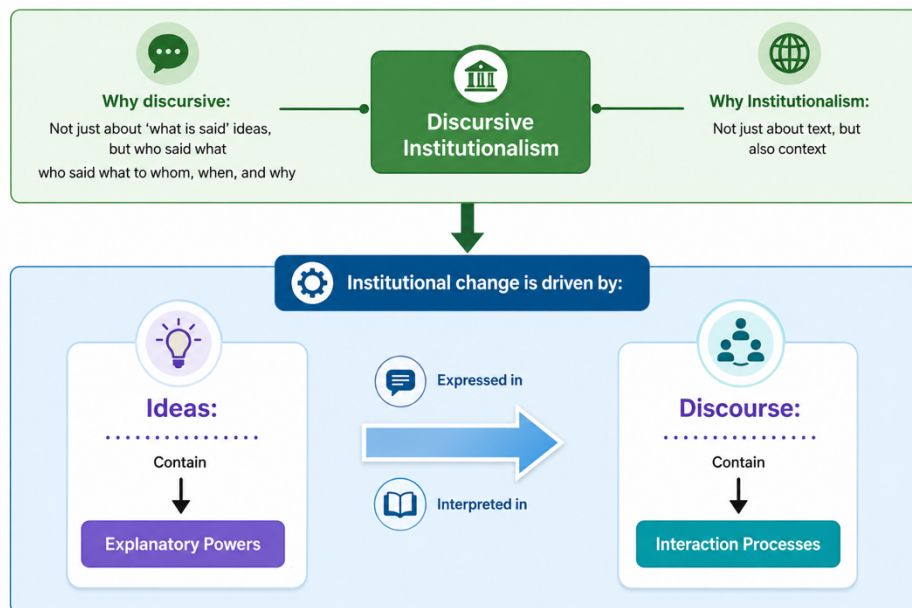 Why discursive:
Not just about ‘what is said’ ideas,
but who said what
who said what to whom, when, and why
Discursive
Institutionalism
Why Institutionalism:
Not just about text, but
also context
Institutional change is driven by:
Ideas:
Contain
Explanatory Powers
Expressed in
Interpreted in
Discourse:
Contain
Interaction Processes